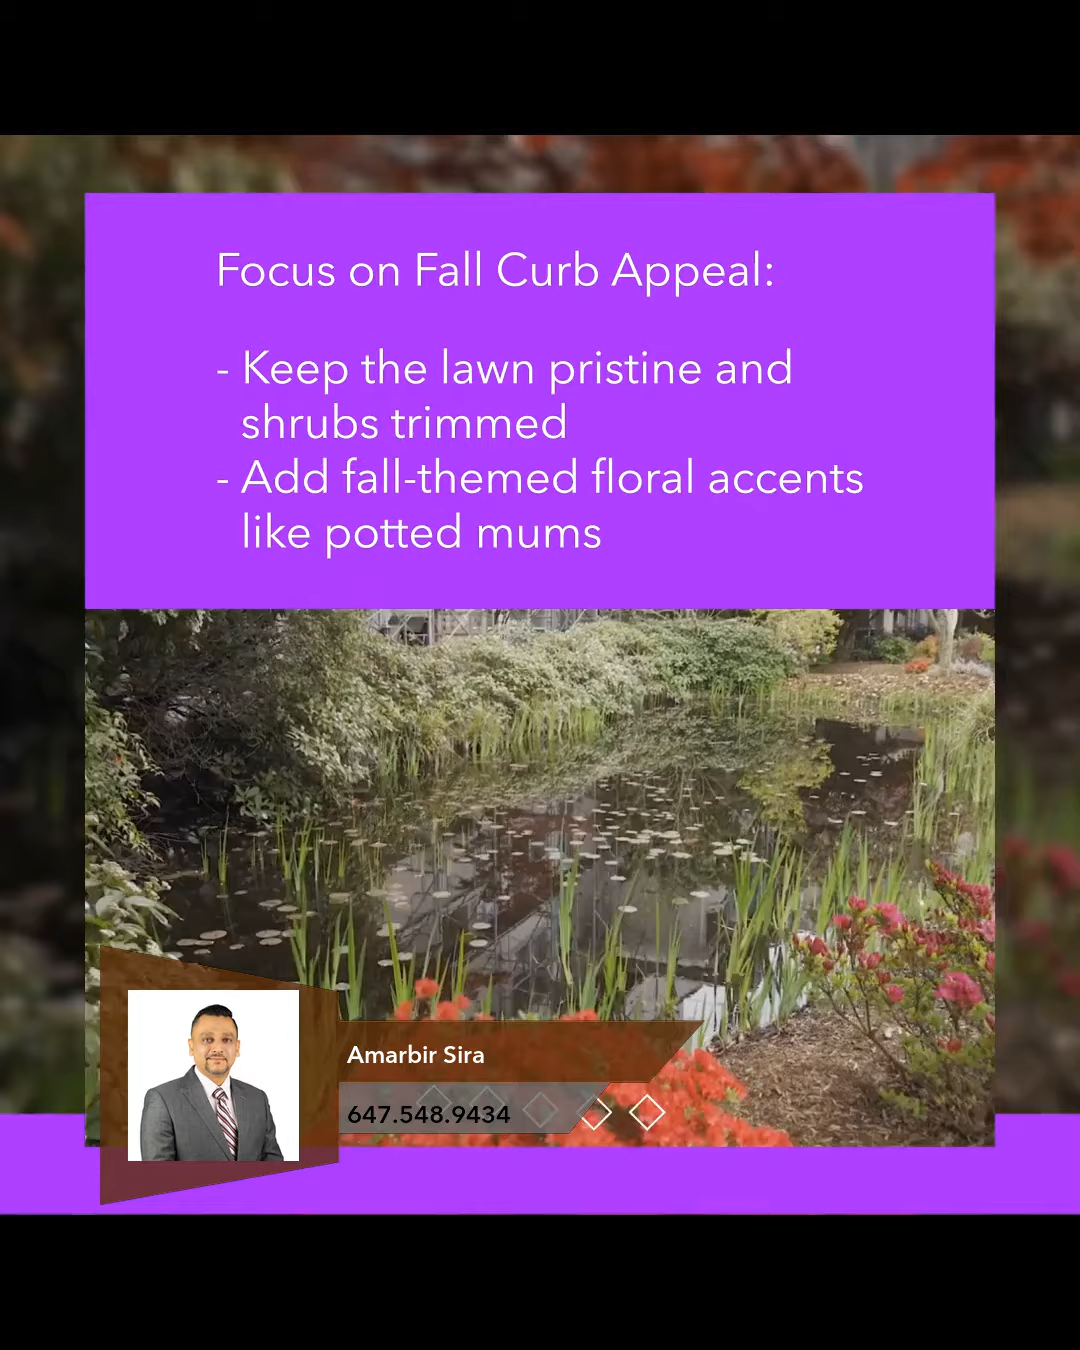 Focus on Fall Curb Appeal:
- Keep the lawn pristine and
shrubs trimmed
- Add fall-themed floral accents
like potted mums
Amarbir Sira
647.548.9434